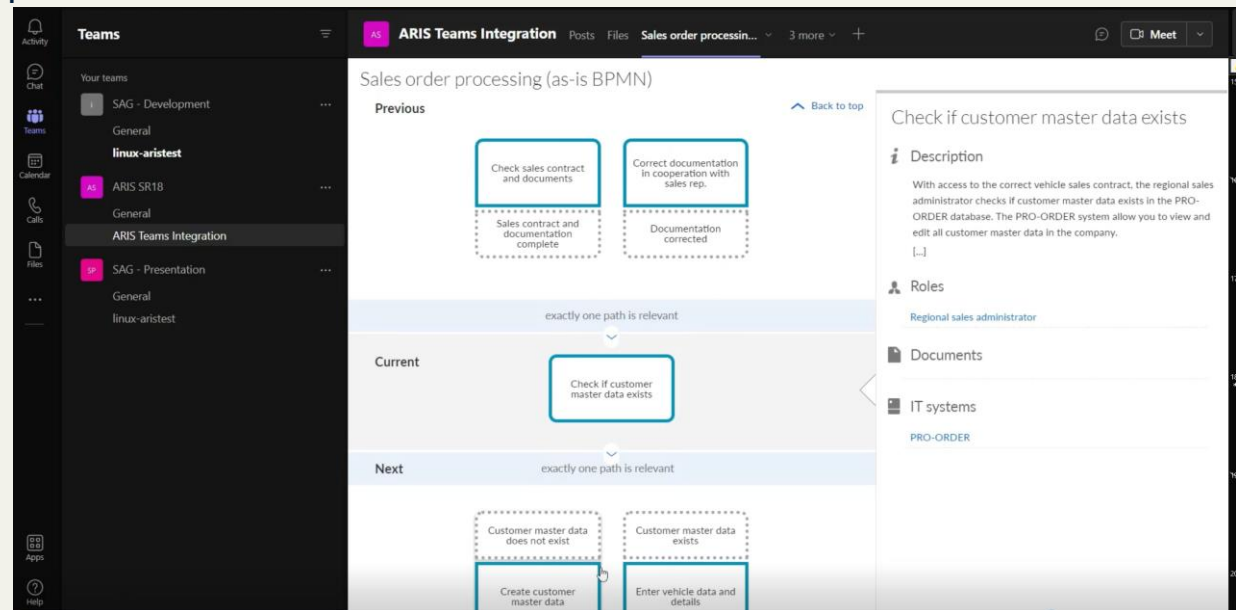 Activity
Chat
Teams
Calendar
Calls
Files
Apps
Help
Teams
Your teams
SAG - Development
General
linux-aristest
AS
ARIS SR18
General
ARIS Teams Integration
SP
SAG - Presentation
General
linux-aristest
AS
ARIS Teams Integration
Posts
Files
Sales order processin...
3 more
Meet
Sales order processing (as-is BPMN)
Previous
Back to top
Check sales contract
and documents
Sales contract and
documentation
complete
Correct documentation
in cooperation with
sales rep.
Documentation
corrected
exactly one path is relevant
Current
Check if customer
master data exists
Next
exactly one path is relevant
Customer master data
does not exist
Create customer
master data
Customer master data
exists
Enter vehicle data and
details
Check if customer master data exists
Description
With access to the correct vehicle sales contract, the regional sales
administrator checks if customer master data exists in the PRO-
ORDER database. The PRO-ORDER system allow you to view and
edit all customer master data in the company.
[...]
Roles
Regional sales administrator
Documents
IT systems
PRO-ORDER